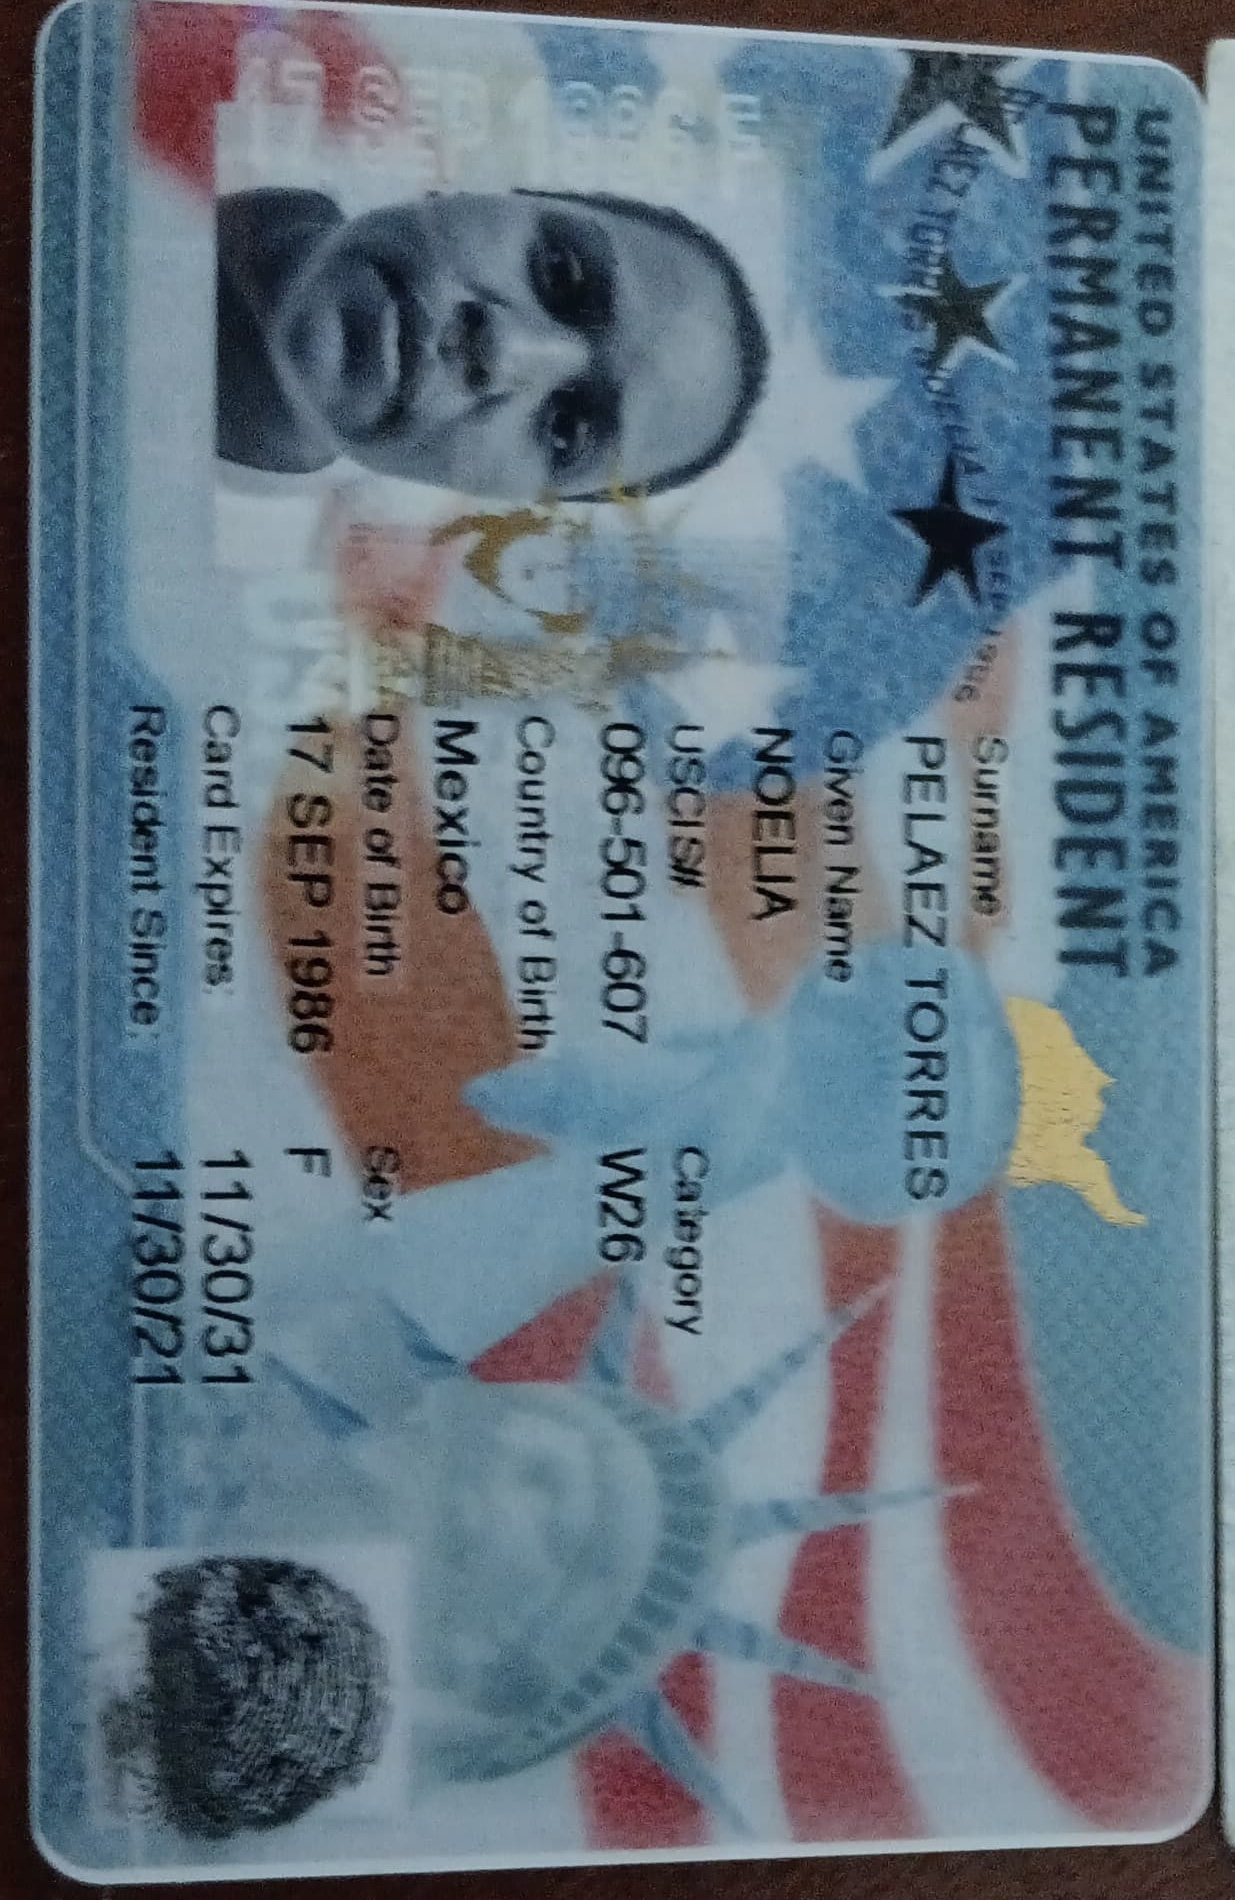 UNITED STATES OF AMERICA
PERMANENT RESIDENT
Surname
PELAEZ TORRES
Given Name
NOELIA
USCIS# Category
096-501-607 W26
Country of Birth
Mexico
Date of Birth Sex
17 SEP 1986 F
Card Expires: 11/30/31
Resident Since: 11/30/21